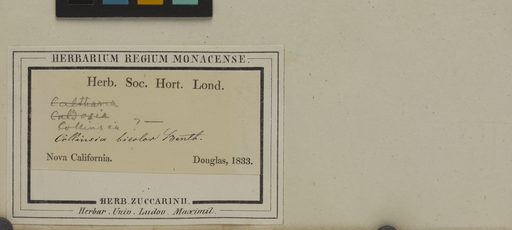 HERBARIUM REGIUM MONACENSE.
Herb. Soc. Hort. Lond.
Collinsia ? —
Collinsia bicolor Benth.
Nova California. Douglas, 1833.
HERB. ZUCCARINII.
Herbar. Univ. Ludov. Maximil.